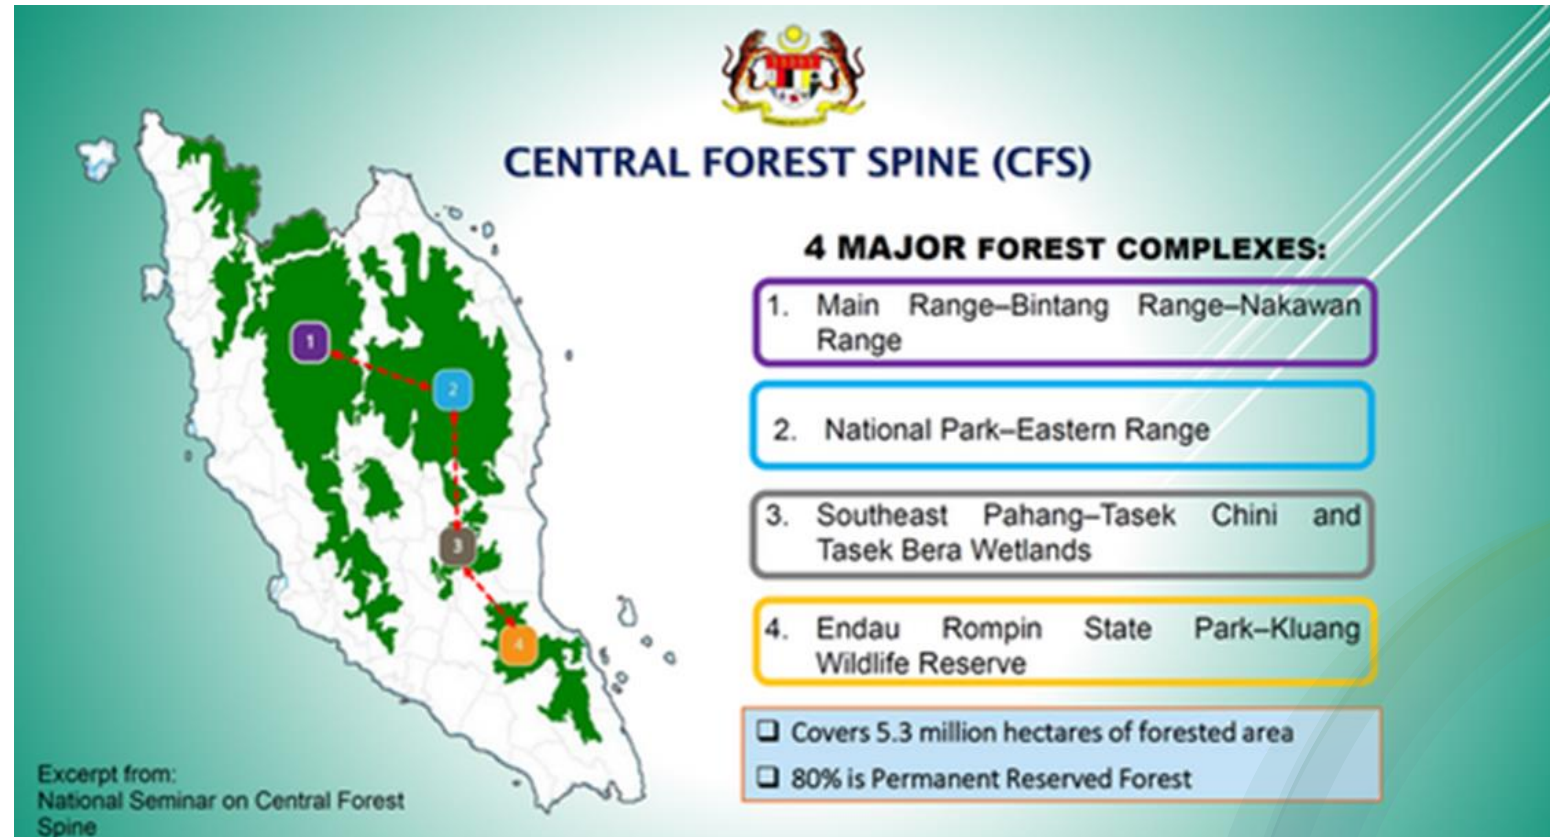 CENTRAL FOREST SPINE (CFS)
4 MAJOR FOREST COMPLEXES:
1. Main Range–Bintang Range–Nakawan
Range
2. National Park–Eastern Range
3. Southeast Pahang–Tasek Chini and
Tasek Bera Wetlands
4. Endau Rompin State Park–Kluang
Wildlife Reserve
Covers 5.3 million hectares of forested area
80% is Permanent Reserved Forest
1
2
3
4
Excerpt from:
National Seminar on Central Forest
Spine